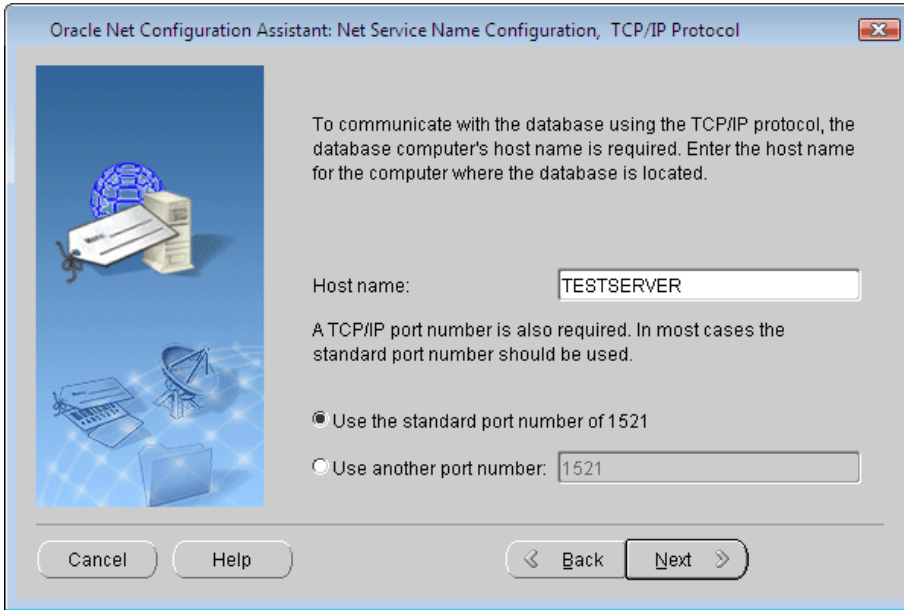 Oracle Net Configuration Assistant: Net Service Name Configuration, TCP/IP Protocol
To communicate with the database using the TCP/IP protocol, the
database computer's host name is required. Enter the host name
for the computer where the database is located.
Host name: TESTSERVER
A TCP/IP port number is also required. In most cases the
standard port number should be used.
Use the standard port number of 1521
Use another port number: 1521
Cancel Help Back Next